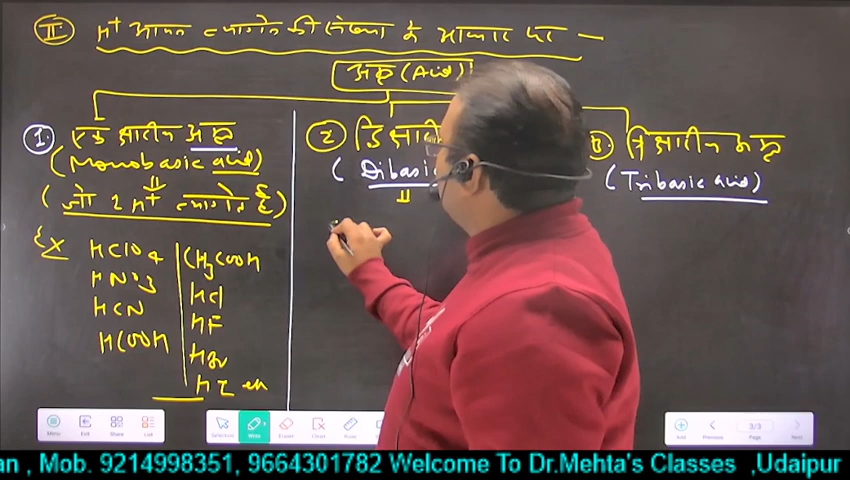 II. H⁺ आयन त्यागने की संख्या के आधार पर —
अम्ल (Acid)
1. एक क्षारीय अम्ल
(Monobasic acid)
⇓
(जो 1 H⁺ त्यागते हैं)
Ex HClO4
HNO3
HCN
HCOOH
CH3COOH
HCl
HF
HBr
HI etc
2 द्वि क्षारी
(Dibasic
⇓
3. त्रि क्षारीय अम्ल
(Tribasic acid)
Menu Exit Share List
Selection Write Eraser Clear Ruler
Add Previous 3/3 Page Next
an , Mob. 9214998351, 9664301782 Welcome To Dr.Mehta's Classes ,Udaipur